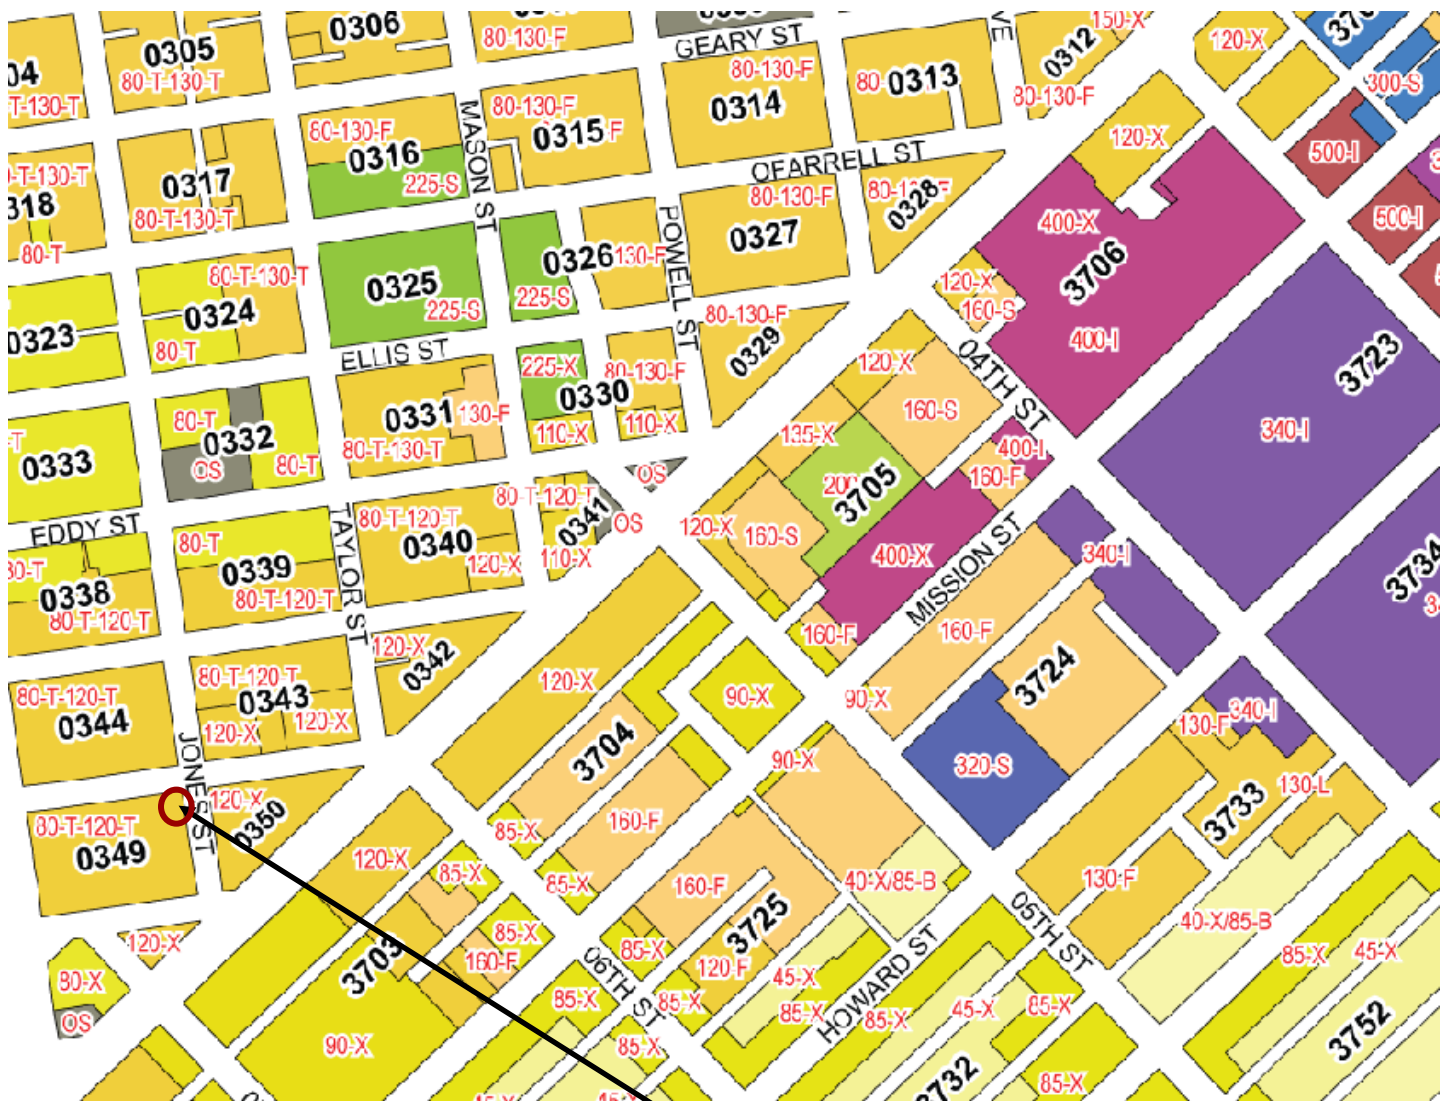 0306
0305
80-T-130-T
80-130-F
GEARY ST
150-X
0312
120-X
300-S
04
T-130-T
80-130-F
0313
80-130-F
0314
80-130-F
MASON ST
80-130-F
0315
80-130-F
0316
225-S
120-X
500-I
0317
80-T-130-T
T-130-T
318
80-T
OFARRELL ST
80-130-F
0327
0328
POWELL ST
400-X
3706
400-I
500-I
0326
130-F
225-S
0325
225-S
80-T-130-T
0324
80-T
0323
120-X
160-S
80-130-F
0329
ELLIS ST
04TH ST
3723
340-I
225-X
80-130-F
0330
110-X
110-X
0331
130-F
80-T-130-T
80-T
0332
OS
80-T
0333
120-X
160-S
135-X
400-I
160-F
3705
OS
EDDY ST
TAYLOR ST
80-T-120-T
0340
120-X
80-T-120-T
0341
OS
110-X
120-X
160-S
400-X
MISSION ST
340-I
3734
80-T
0339
80-T-120-T
80-T
0338
80-T-120-T
160-F
160-F
120-X
0342
120-X
90-X
90-X
3724
80-T-120-T
0343
120-X
120-X
80-T-120-T
0344
JONES ST
3704
90-X
320-S
130-F
340-I
130-L
3733
120-X
0350
80-T-120-T
0349
120-X
85-X
160-F
85-X
85-X
160-F
40-X/85-B
130-F
40-X/85-B
120-X
80-X
OS
3703
85-X
160-F
85-X
3725
120-F
45-X
HOWARD ST
05TH ST
85-X
45-X
06TH ST
85-X
85-X
85-X
85-X
45-X
85-X
90-X
85-X
3752
3732
85-X